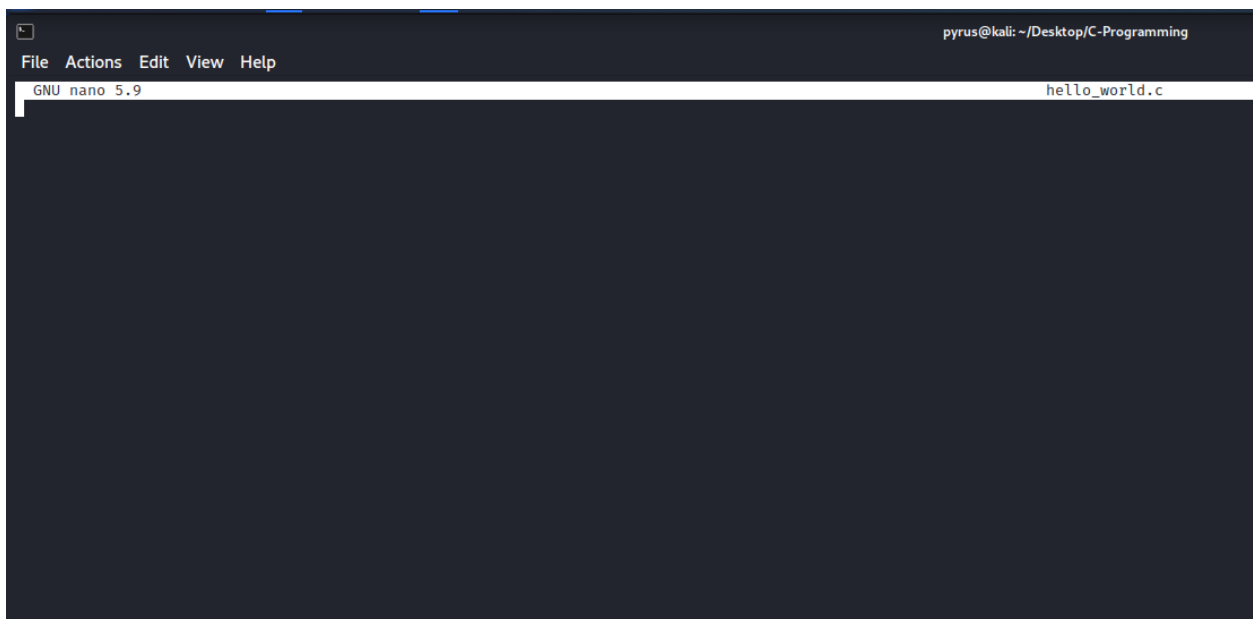 pyrus@kali: ~/Desktop/C-Programming
File Actions Edit View Help
GNU nano 5.9 hello_world.c